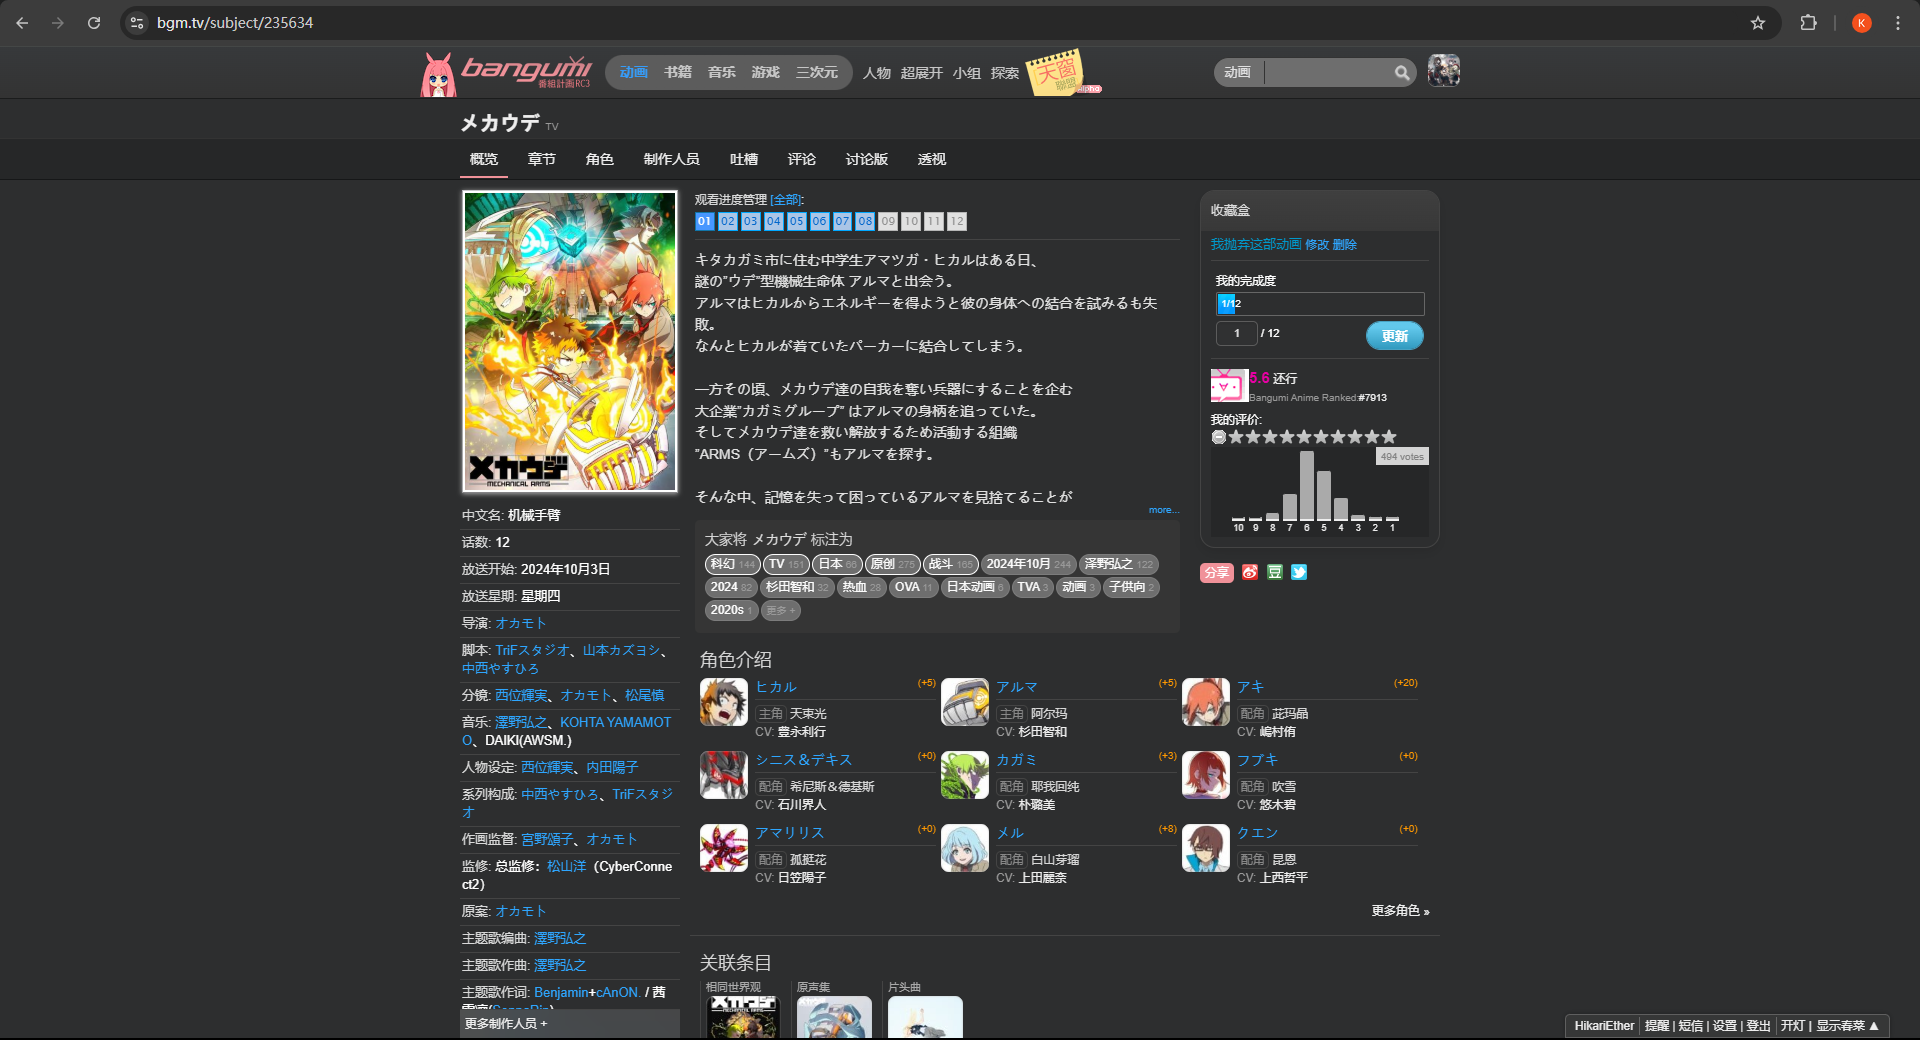 bgm.tv/subject/235634
K
bangumi
番組計画 RC3
动画 书籍 音乐 游戏 三次元
人物 超展开 小组 探索
天窗
聯盟
alpha
动画
メカウデ TV
概览 章节 角色 制作人员 吐槽 评论 讨论版 透视
メカウデ
MECHANICAL ARMS
中文名: 机械手臂
话数: 12
放送开始: 2024年10月3日
放送星期: 星期四
导演: オカモト
脚本: TriFスタジオ、山本カズヨシ、
中西やすひろ
分镜: 西位輝実、オカモト、松尾慎
音乐: 澤野弘之、KOHTA YAMAMOT
O、DAIKI(AWSM.)
人物设定: 西位輝実、内田陽子
系列构成: 中西やすひろ、TriFスタジ
オ
作画监督: 宮野頌子、オカモト
监修: 总监修：松山洋（CyberConne
ct2）
原案: オカモト
主题歌编曲: 澤野弘之
主题歌作曲: 澤野弘之
主题歌作词: Benjamin+cAnON. / 茜
更多制作人员 +
观看进度管理 [全部]:
01 02 03 04 05 06 07 08 09 10 11 12
キタカガミ市に住む中学生アマツガ・ヒカルはある日、
謎の”ウデ”型機械生命体 アルマと出会う。
アルマはヒカルからエネルギーを得ようと彼の身体への結合を試みるも失
敗。
なんとヒカルが着ていたパーカーに結合してしまう。
一方その頃、メカウデ達の自我を奪い兵器にすることを企む
大企業”カガミグループ” はアルマの身柄を追っていた。
そしてメカウデ達を救い解放するため活動する組織
”ARMS（アームズ）”もアルマを探す。
そんな中、記憶を失って困っているアルマを見捨てることが
more...
大家将 メカウデ 标注为
科幻 144 TV 151 日本 66 原创 275 战斗 165 2024年10月 244 泽野弘之 122
2024 82 杉田智和 32 热血 28 OVA 11 日本动画 6 TVA 3 动画 3 子供向 2
2020s 1 更多 +
角色介绍
ヒカル (+5)
主角 天束光
CV: 豊永利行
アルマ (+5)
主角 阿尔玛
CV: 杉田智和
アキ (+20)
配角 茈玛晶
CV: 嶋村侑
シニス＆デキス (+0)
配角 希尼斯＆德基斯
CV: 石川界人
カガミ (+3)
配角 耶我回纯
CV: 朴璐美
フブキ (+0)
配角 吹雪
CV: 悠木碧
アマリリス (+0)
配角 孤挺花
CV: 日笠陽子
メル (+8)
配角 白山芽瑠
CV: 上田麗奈
クエン (+0)
配角 昆恩
CV: 上西哲平
更多角色 »
关联条目
相同世界观 原声集 片头曲
メカウデ
MECHANICAL ARMS
收藏盒
我抛弃这部动画 修改 删除
我的完成度
1/12
1 / 12
更新
5.6 还行
Bangumi Anime Ranked:#7913
我的评价:
494 votes
10 9 8 7 6 5 4 3 2 1
分享
豆
HikariEther 提醒 | 短信 | 设置 | 登出 开灯 | 显示春菜 ▲